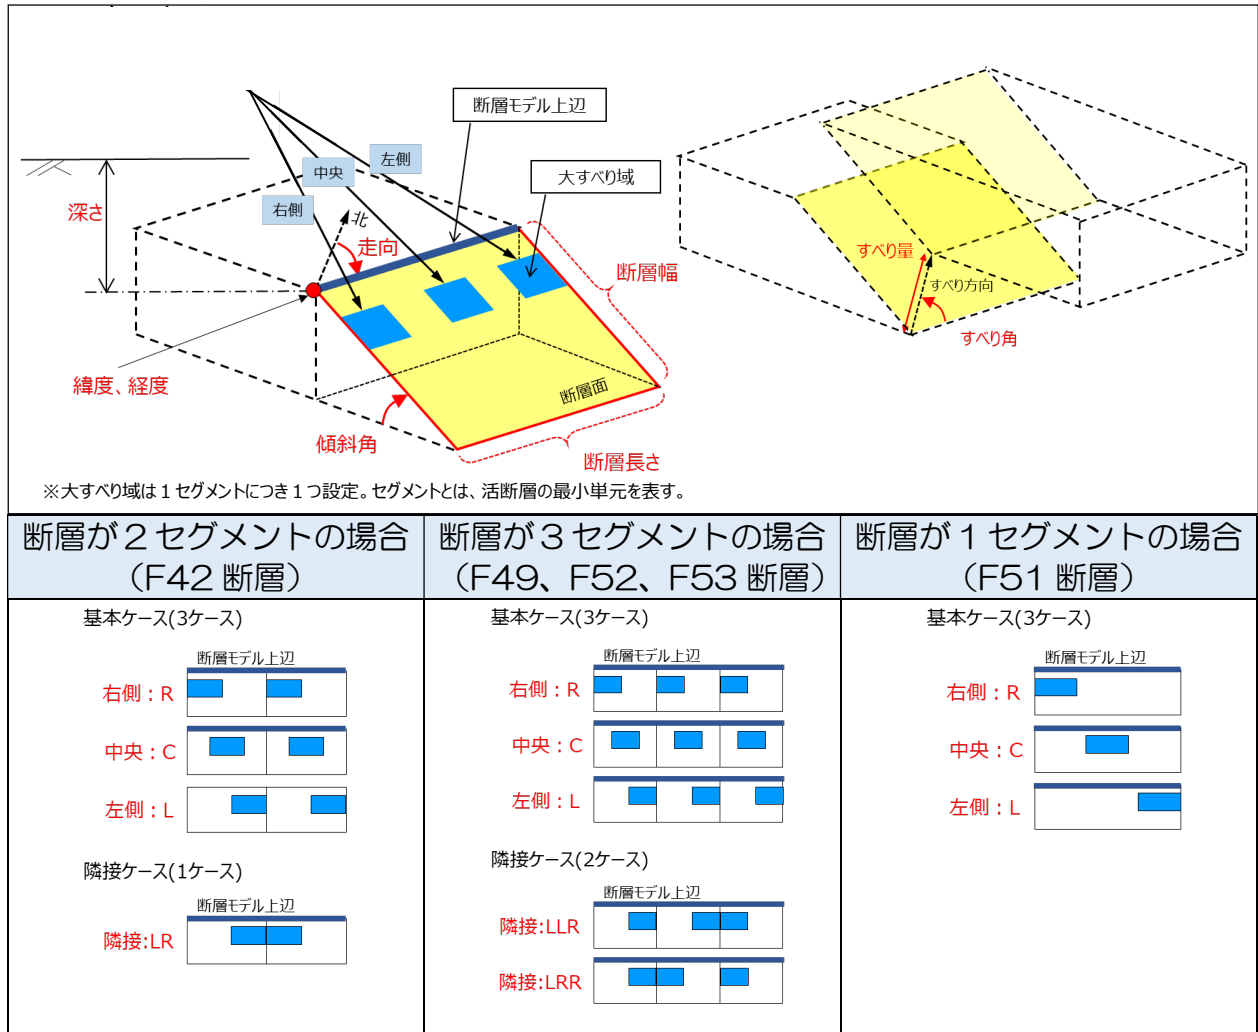 断層モデル上辺
左側
中央
大すべり域
右側
深さ
北
走向
断層幅
すべり量
すべり方向
すべり角
緯度、経度
断層面
傾斜角
断層長さ
※大すべり域は1セグメントにつき1つ設定。セグメントとは、活断層の最小単元を表す。
断層が2セグメントの場合
（F42 断層）
基本ケース(3ケース)
断層モデル上辺
右側：R
中央：C
左側：L
隣接ケース(1ケース)
断層モデル上辺
隣接:LR
断層が3セグメントの場合
（F49、F52、F53 断層）
基本ケース(3ケース)
断層モデル上辺
右側：R
中央：C
左側：L
隣接ケース(2ケース)
断層モデル上辺
隣接:LLR
隣接:LRR
断層が1セグメントの場合
（F51 断層）
基本ケース(3ケース)
断層モデル上辺
右側：R
中央：C
左側：L